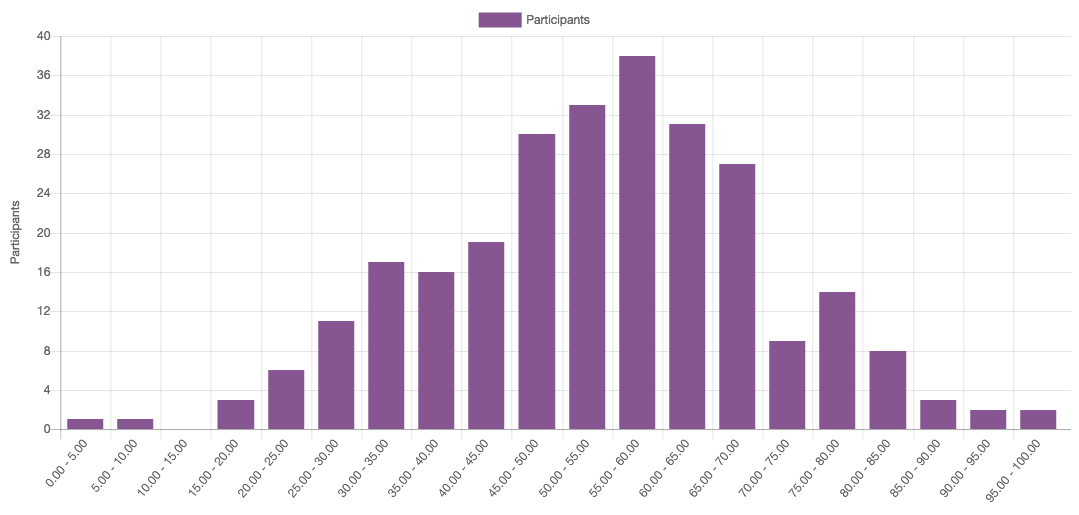 Participants
40
36
32
28
24
20
16
12
8
4
0
Participants
0.00 - 5.00
5.00 - 10.00
10.00 - 15.00
15.00 - 20.00
20.00 - 25.00
25.00 - 30.00
30.00 - 35.00
35.00 - 40.00
40.00 - 45.00
45.00 - 50.00
50.00 - 55.00
55.00 - 60.00
60.00 - 65.00
65.00 - 70.00
70.00 - 75.00
75.00 - 80.00
80.00 - 85.00
85.00 - 90.00
90.00 - 95.00
95.00 - 100.00